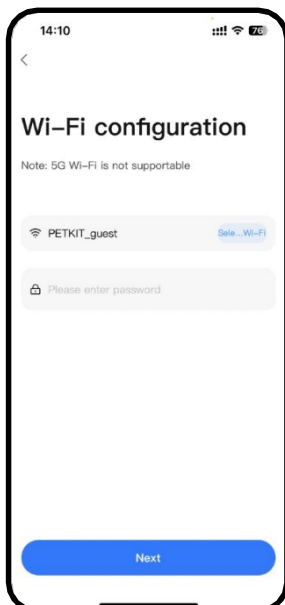 14:10
76
Wi-Fi configuration
Note: 5G Wi-Fi is not supportable
PETKIT_guest
Sele...Wi-Fi
Please enter password
Next